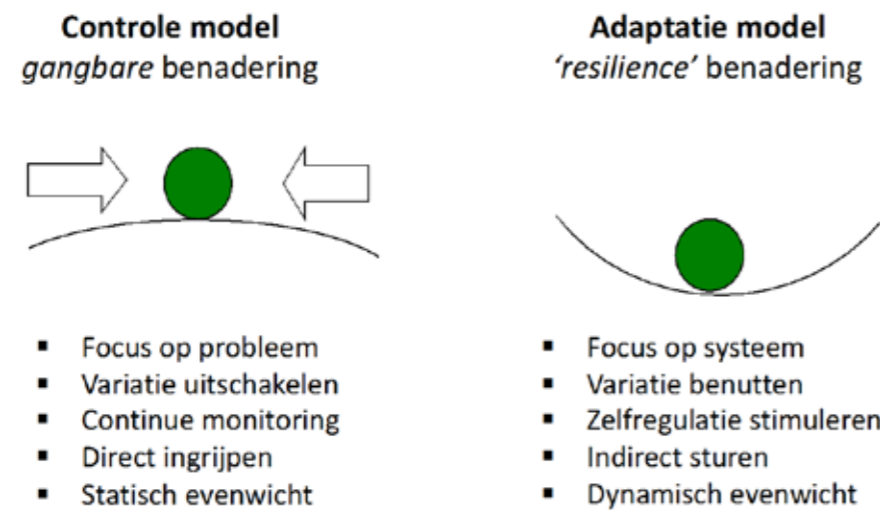 Controle model
gangbare benadering
▪ Focus op probleem
▪ Variatie uitschakelen
▪ Continue monitoring
▪ Direct ingrijpen
▪ Statisch evenwicht
Adaptatie model
‘resilience’ benadering
▪ Focus op systeem
▪ Variatie benutten
▪ Zelfregulatie stimuleren
▪ Indirect sturen
▪ Dynamisch evenwicht